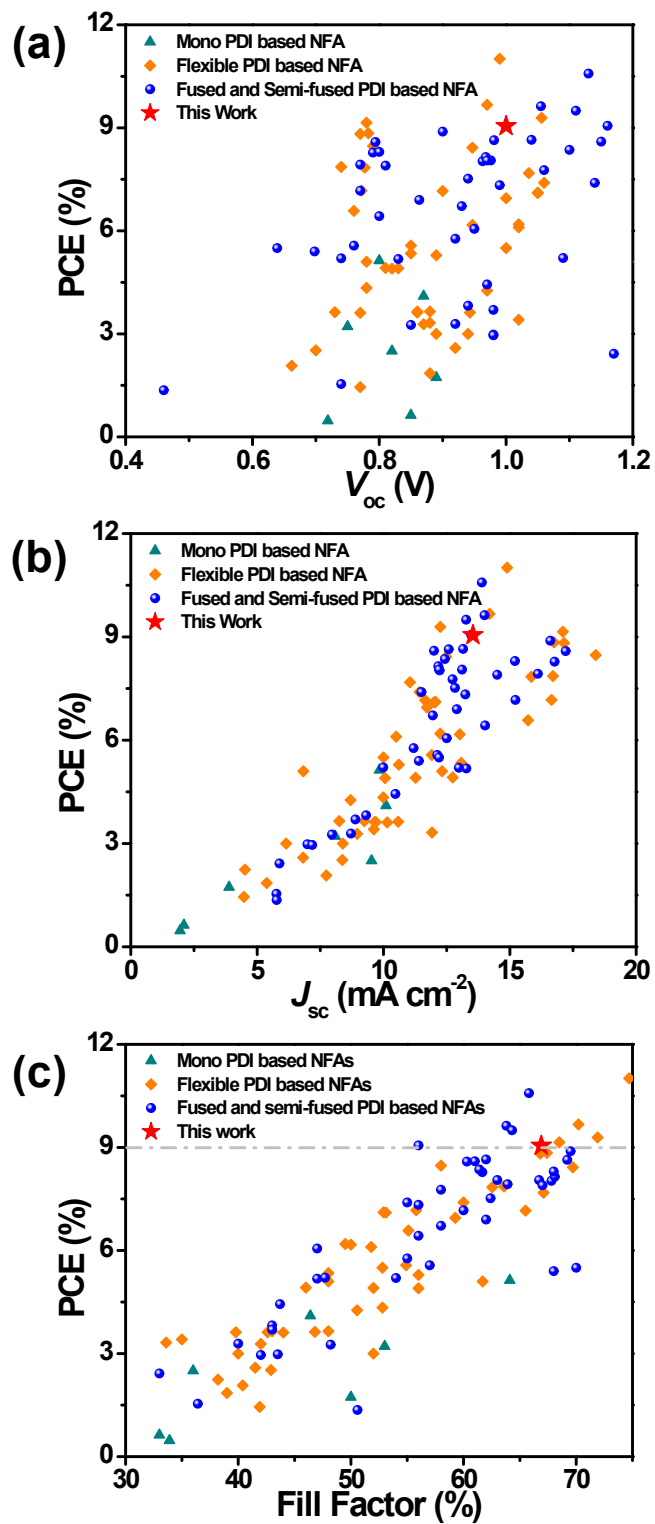 (a)
Mono PDI based NFA
Flexible PDI based NFA
Fused and Semi-fused PDI based NFA
This Work
12
9
6
3
0
PCE (%)
0.4 0.6 0.8 1.0 1.2
Voc (V)
(b)
Mono PDI based NFA
Flexible PDI based NFA
Fused and Semi-fused PDI based NFA
This Work
12
9
6
3
0
PCE (%)
0 5 10 15 20
Jsc (mA cm-2)
(c)
Mono PDI based NFAs
Flexible PDI based NFAs
Fused and semi-fused PDI based NFAs
This work
12
9
6
3
0
PCE (%)
30 40 50 60 70
Fill Factor (%)